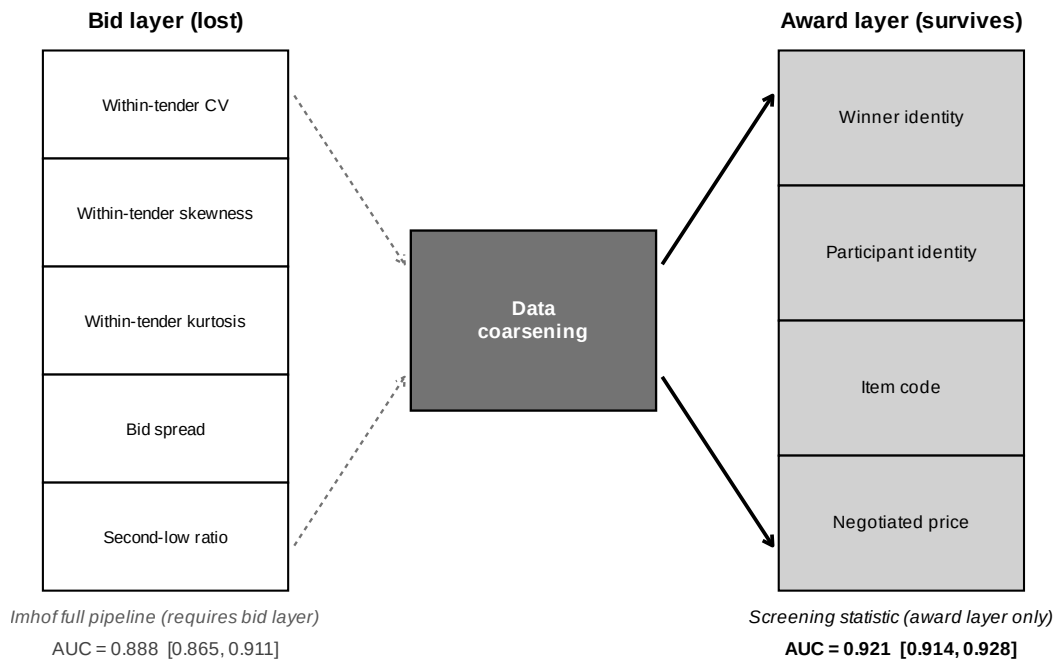 Bid layer (lost)
Within-tender CV
Within-tender skewness
Within-tender kurtosis
Bid spread
Second-low ratio
Imhof full pipeline (requires bid layer)
AUC = 0.888 [0.865, 0.911]
Data
coarsening
Award layer (survives)
Winner identity
Participant identity
Item code
Negotiated price
Screening statistic (award layer only)
AUC = 0.921 [0.914, 0.928]